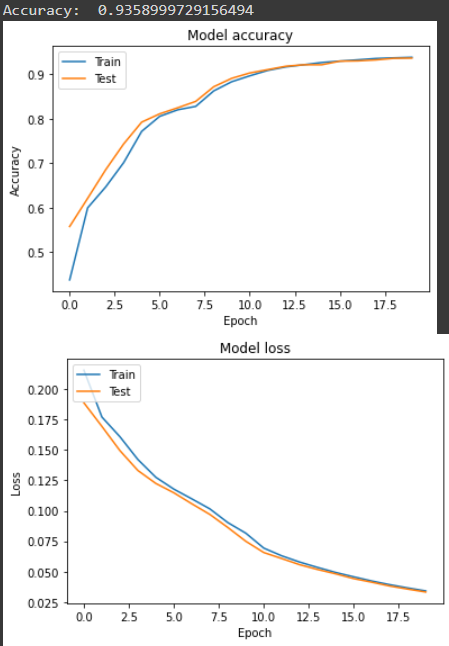 Accuracy:  0.9358999729156494
Model accuracy
Train
Test
0.9
0.8
0.7
0.6
0.5
Accuracy
0.0 2.5 5.0 7.5 10.0 12.5 15.0 17.5
Epoch
Model loss
Train
Test
0.200
0.175
0.150
0.125
0.100
0.075
0.050
0.025
Loss
0.0 2.5 5.0 7.5 10.0 12.5 15.0 17.5
Epoch